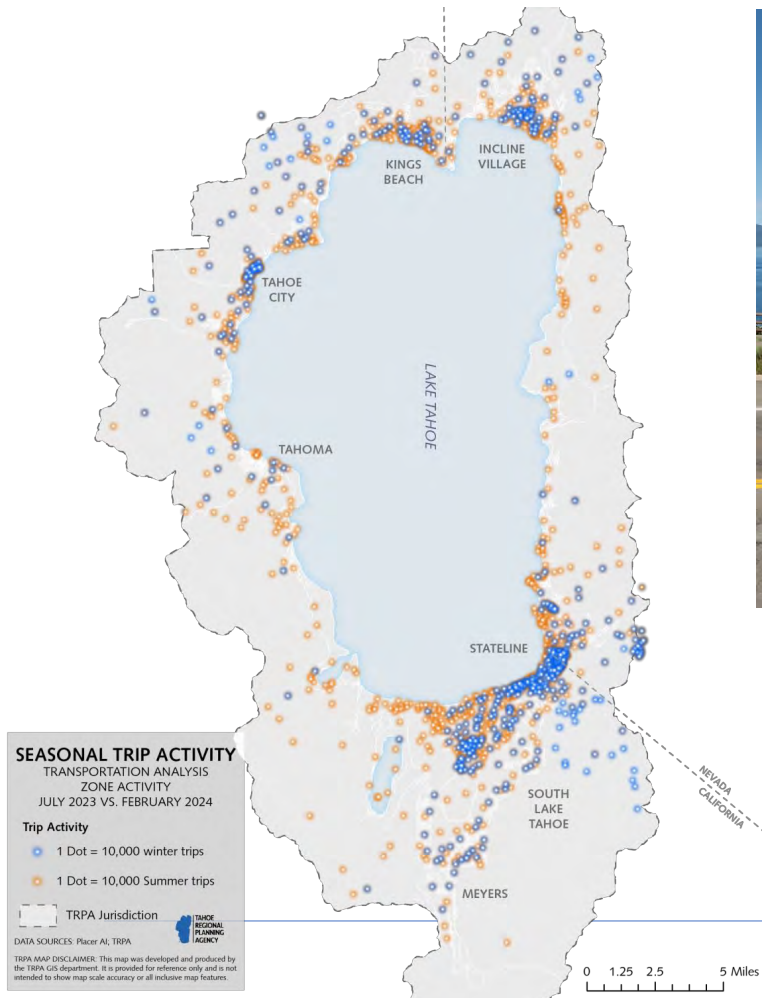 KINGS
BEACH
INCLINE
VILLAGE
TAHOE
CITY
LAKE TAHOE
TAHOMA
STATELINE
NEVADA
CALIFORNIA
SOUTH
LAKE
TAHOE
MEYERS
SEASONAL TRIP ACTIVITY
TRANSPORTATION ANALYSIS
ZONE ACTIVITY
JULY 2023 VS. FEBRUARY 2024
Trip Activity
1 Dot = 10,000 winter trips
1 Dot = 10,000 Summer trips
TRPA Jurisdiction
TAHOE
REGIONAL
PLANNING
AGENCY
DATA SOURCES: Placer AI; TRPA
TRPA MAP DISCLAIMER: This map was developed and produced by
the TRPA GIS department. It is provided for reference only and is not
intended to show map scale accuracy or all inclusive map features.
0 1.25 2.5 5 Miles